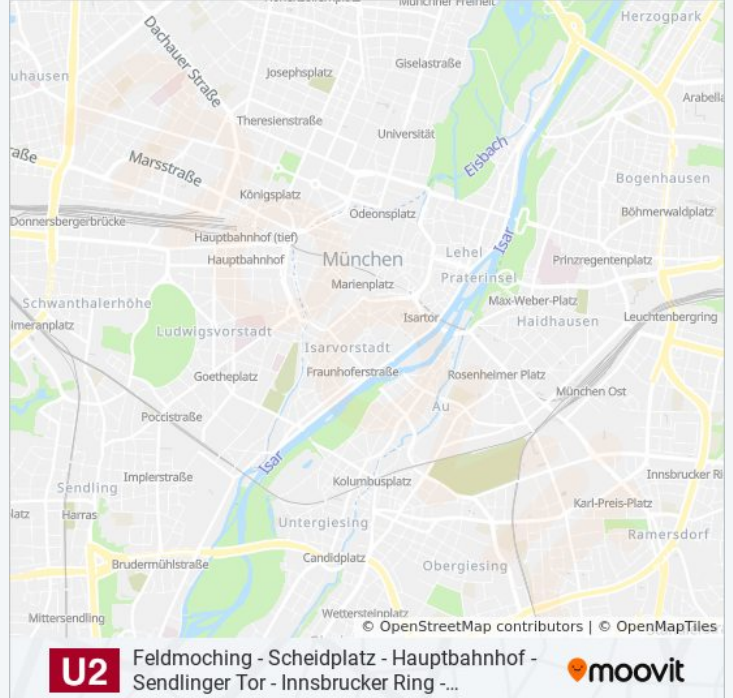 Münchner Freiheit
Herzogpark
Dachauer Straße
Giselastraße
Josephsplatz
uhausen
Arabella
Theresienstraße
Universität
Eisbach
aße
Marsstraße
Bogenhausen
Königsplatz
Odeonsplatz
Böhmerwaldplatz
Donnersbergerbrücke
Hauptbahnhof (tief)
Isar
Lehel
Hauptbahnhof
München
Prinzregentenplatz
Praterinsel
Marienplatz
Schwanthalerhöhe
Max-Weber-Platz
Isartor
Haidhausen
Leuchtenbergring
imeranplatz
Ludwigsvorstadt
Isarvorstadt
Goetheplatz
Fraunhoferstraße
Rosenheimer Platz
München Ost
Au
Poccistraße
Isar
Implerstraße
Kolumbusplatz
Innsbrucker Ri
Sendling
Karl-Preis-Platz
latz
Harras
Untergiesing
Ramersdorf
Brudermühlstraße
Candidplatz
Obergiesing
Mittersendling
Wettersteinplatz
© OpenStreetMap contributors | © OpenMapTiles
U2
Feldmoching - Scheidplatz - Hauptbahnhof -
Sendlinger Tor - Innsbrucker Ring -...
moovit